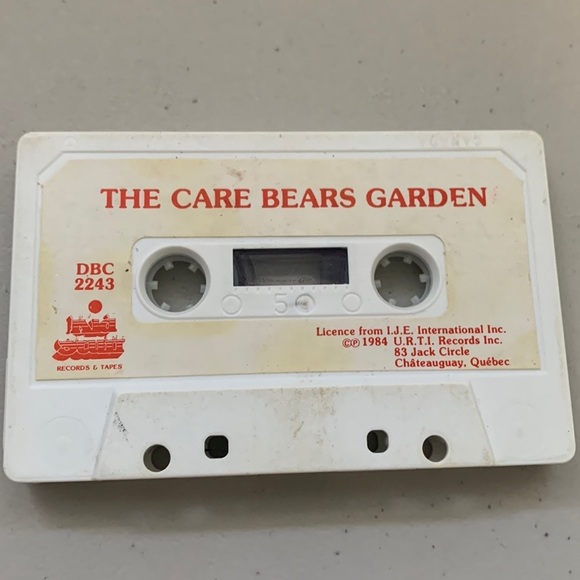 THE CARE BEARS GARDEN
DBC
2243
RECORDS & TAPES
5
Licence from I.J.E. International Inc.
©℗ 1984 U.R.T.I. Records Inc.
83 Jack Circle
Châteauguay, Québec